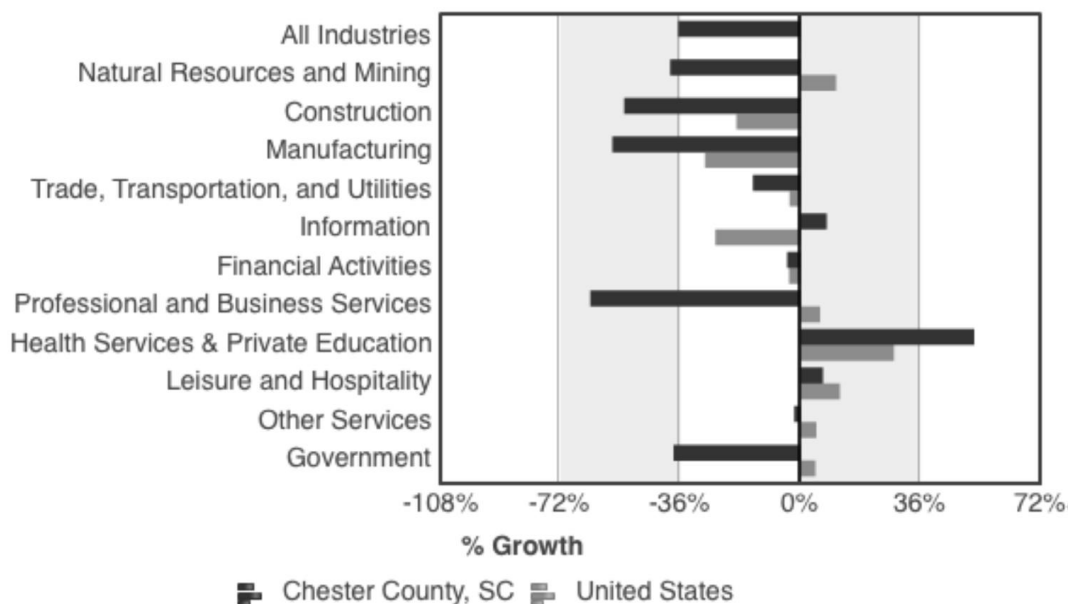 All Industries
Natural Resources and Mining
Construction
Manufacturing
Trade, Transportation, and Utilities
Information
Financial Activities
Professional and Business Services
Health Services & Private Education
Leisure and Hospitality
Other Services
Government
-108% -72% -36% 0% 36% 72%
% Growth
Chester County, SC United States